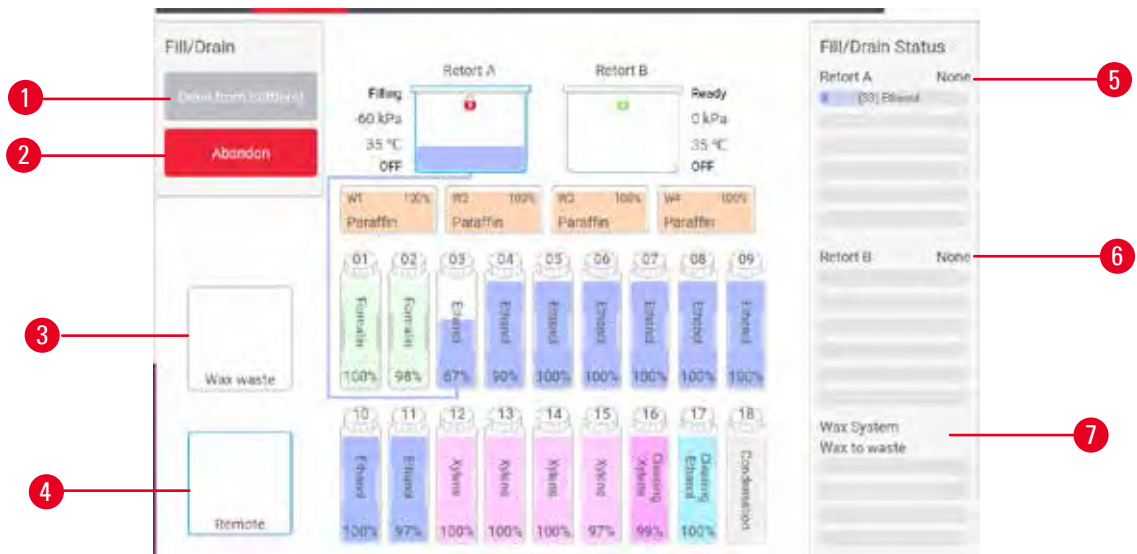 Fill/Drain
1
2
Abandon
3
Wax waste
4
Remote
Retort A
Retort B
Filling
-60 kPa
35 °C
OFF
Ready
0 kPa
35 °C
OFF
W1 100% W2 100% W3 100% W4 100%
Paraffin Paraffin Paraffin Paraffin
01 02 03 04 05 06 07 08 09
Formalin Formalin Ethanol Ethanol Ethanol Ethanol Ethanol Ethanol Ethanol
100% 98% 67% 90% 100% 100% 100% 100% 100%
10 11 12 13 14 15 16 17 18
Ethanol Ethanol Xylene Xylene Xylene Xylene Cleaning Xylene Cleaning Ethanol Condensation
100% 97% 100% 100% 100% 97% 99% 100%
Fill/Drain Status
Retort A None
(S3) Ethanol
5
Retort B None
6
Wax System
Wax to waste
7